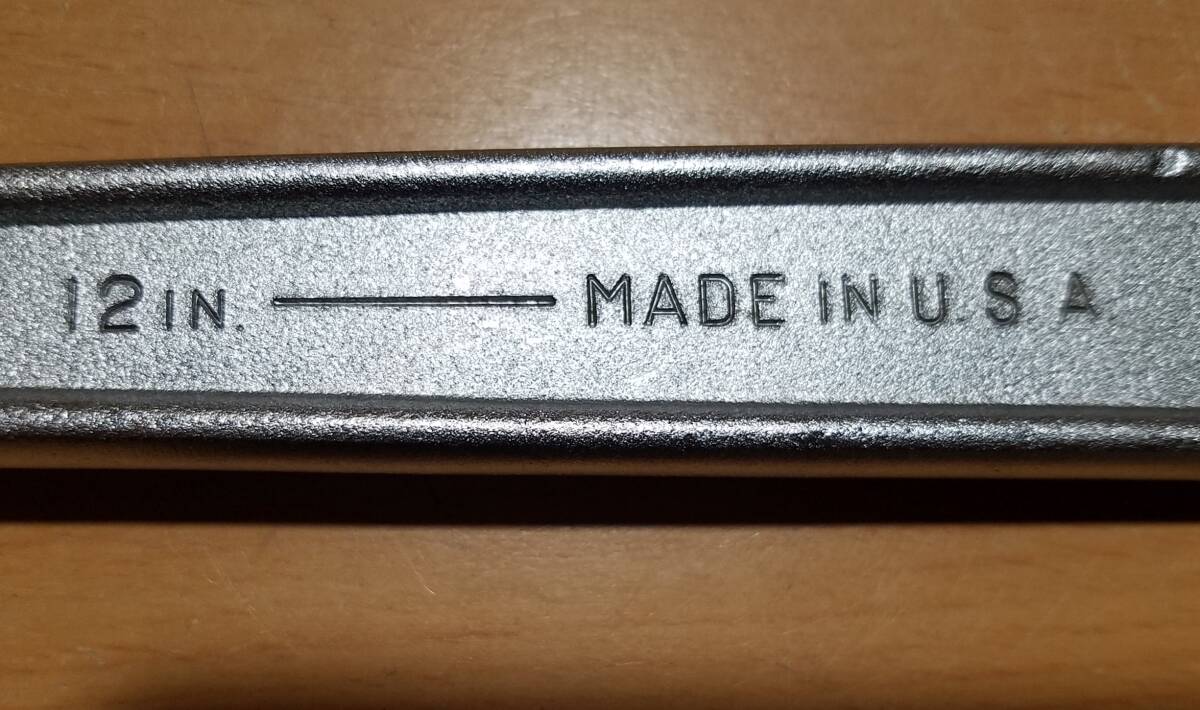 12 IN. — MADE IN U.S.A